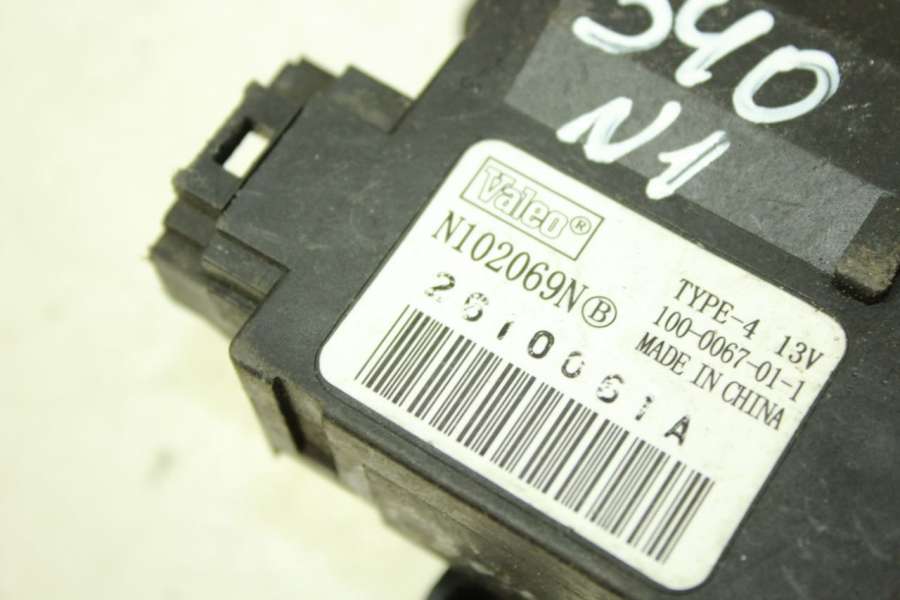 340
N1
Valeo®
N102069N Ⓑ
2610061A
TYPE-4 13V
100-0067-01-1
MADE IN CHINA